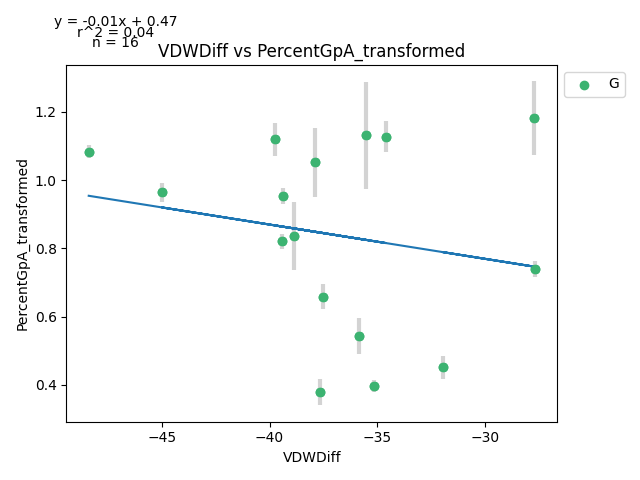 y = -0.01x + 0.47
r^2 = 0.04
n = 16
VDWDiff vs PercentGpA_transformed
G
PercentGpA_transformed
1.2
1.0
0.8
0.6
0.4
−45 −40 −35 −30
VDWDiff